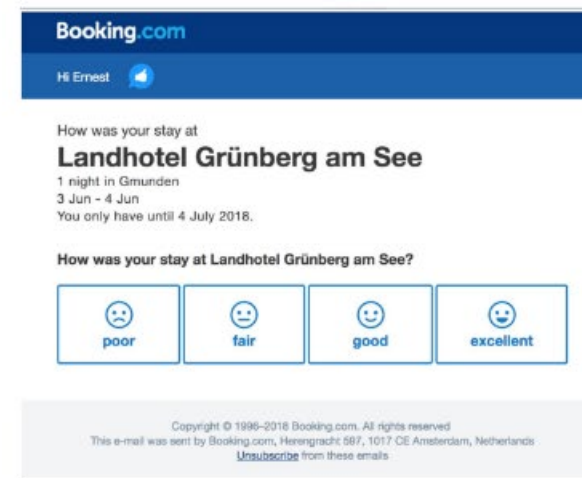 Booking.com
Hi Ernest
How was your stay at
Landhotel Grünberg am See
1 night in Gmunden
3 Jun - 4 Jun
You only have until 4 July 2018.
How was your stay at Landhotel Grünberg am See?
poor fair good excellent
Copyright © 1996–2018 Booking.com. All rights reserved
This e-mail was sent by Booking.com, Herengracht 597, 1017 CE Amsterdam, Netherlands
Unsubscribe from these emails